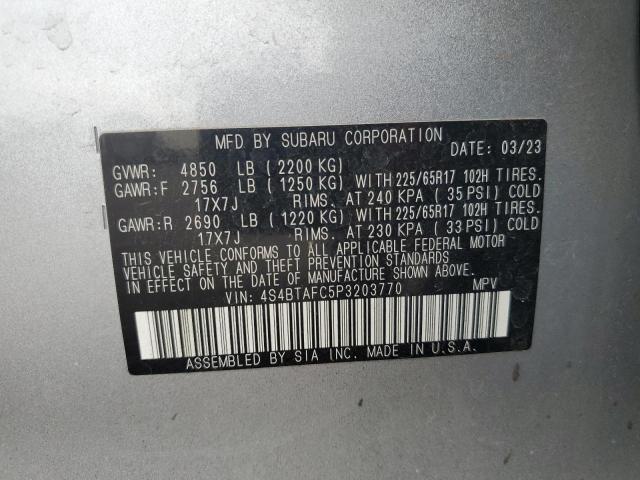 MFD BY SUBARU CORPORATION DATE: 03/23
GVWR: 4850 LB (2200 KG)
GAWR:F 2756 LB (1250 KG) WITH 225/65R17 102H TIRES.
17X7J RIMS. AT 240 KPA (35 PSI) COLD
GAWR:R 2690 LB (1220 KG) WITH 225/65R17 102H TIRES.
17X7J RIMS. AT 230 KPA (33 PSI) COLD
THIS VEHICLE CONFORMS TO ALL APPLICABLE FEDERAL MOTOR
VEHICLE SAFETY AND THEFT PREVENTION STANDARDS
IN EFFECT ON THE DATE OF MANUFACTURE SHOWN ABOVE.
VIN: 4S4BTAFC5P3203770 MPV
ASSEMBLED BY SIA INC. MADE IN U.S.A.